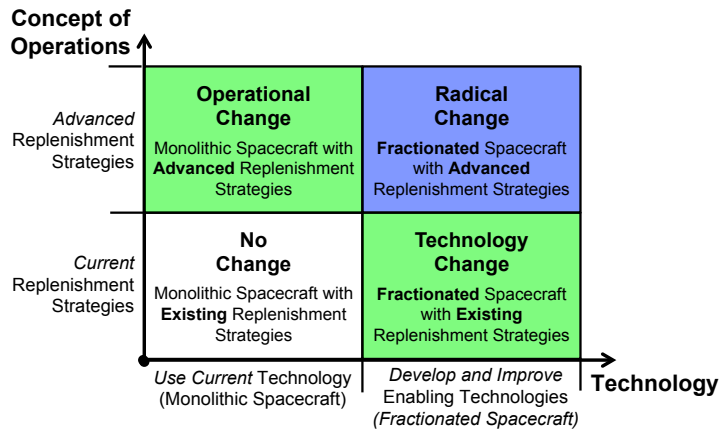 Concept of
Operations
Advanced
Replenishment
Strategies
Operational
Change
Monolithic Spacecraft with
Advanced Replenishment
Strategies
Radical
Change
Fractionated Spacecraft
with Advanced
Replenishment Strategies
Current
Replenishment
Strategies
No
Change
Monolithic Spacecraft with
Existing Replenishment
Strategies
Technology
Change
Fractionated Spacecraft
with Existing
Replenishment Strategies
Use Current Technology
(Monolithic Spacecraft)
Develop and Improve
Enabling Technologies
(Fractionated Spacecraft)
Technology